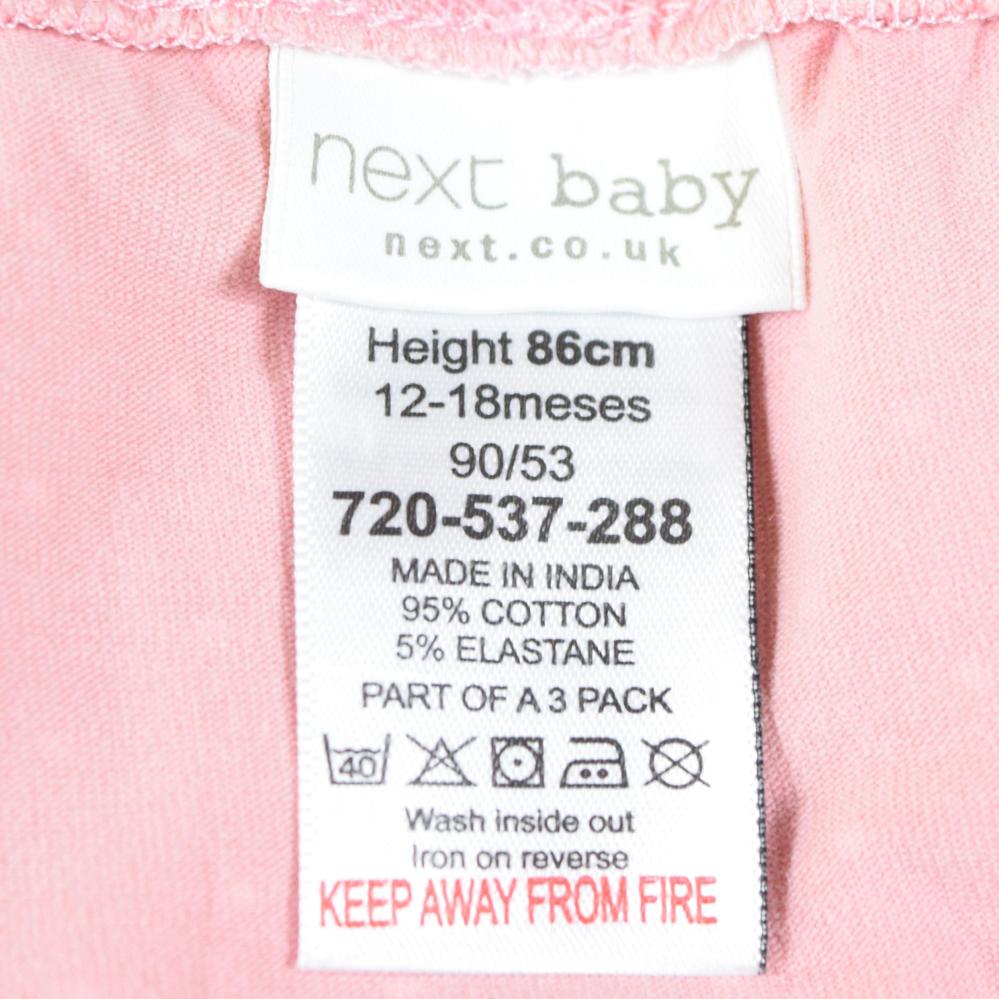 next baby
next.co.uk
Height 86cm
12-18meses
90/53
720-537-288
MADE IN INDIA
95% COTTON
5% ELASTANE
PART OF A 3 PACK
40
Wash inside out
Iron on reverse
KEEP AWAY FROM FIRE